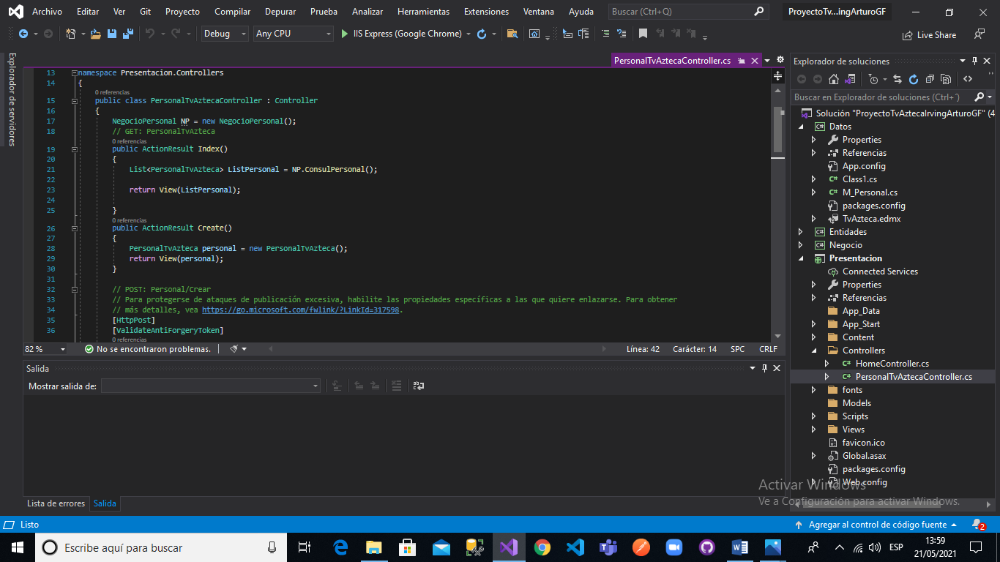 Archivo Editar Ver Git Proyecto Compilar Depurar Prueba Analizar Herramientas Extensiones Ventana Ayuda Buscar (Ctrl+Q) ProyectoTv...ingArturoGF
Debug Any CPU IIS Express (Google Chrome) Live Share
Explorador de servidores
PersonalTvAztecaController.cs
13 namespace Presentacion.Controllers
14 {
0 referencias
15 public class PersonalTvAztecaController : Controller
16 {
17 NegocioPersonal NP = new NegocioPersonal();
18 // GET: PersonalTvAzteca
0 referencias
19 public ActionResult Index()
20 {
21 List<PersonalTvAzteca> ListPersonal = NP.ConsulPersonal();
22
23 return View(ListPersonal);
24
25 }
0 referencias
26 public ActionResult Create()
27 {
28 PersonalTvAzteca personal = new PersonalTvAzteca();
29 return View(personal);
30 }
31
32 // POST: Personal/Crear
33 // Para protegerse de ataques de publicación excesiva, habilite las propiedades específicas a las que quiere enlazarse. Para obtener
34 // más detalles, vea https://go.microsoft.com/fwlink/?LinkId=317598.
35 [HttpPost]
36 [ValidateAntiForgeryToken]
0 referencias
82 % No se encontraron problemas. Línea: 42 Carácter: 14 SPC CRLF
Salida
Mostrar salida de:
Lista de errores Salida
Explorador de soluciones
Buscar en Explorador de soluciones (Ctrl+´)
Solución "ProyectoTvAztecaIrvingArturoGF" (4
Datos
Properties
Referencias
App.config
Class1.cs
M_Personal.cs
packages.config
TvAzteca.edmx
Entidades
Negocio
Presentacion
Connected Services
Properties
Referencias
App_Data
App_Start
Content
Controllers
HomeController.cs
PersonalTvAztecaController.cs
fonts
Models
Scripts
Views
favicon.ico
Global.asax
packages.config
Web.config
Activar Windows
Ve a Configuración para activar Windows.
Listo Agregar al control de código fuente 2
Escribe aquí para buscar ESP 13:59
21/05/2021